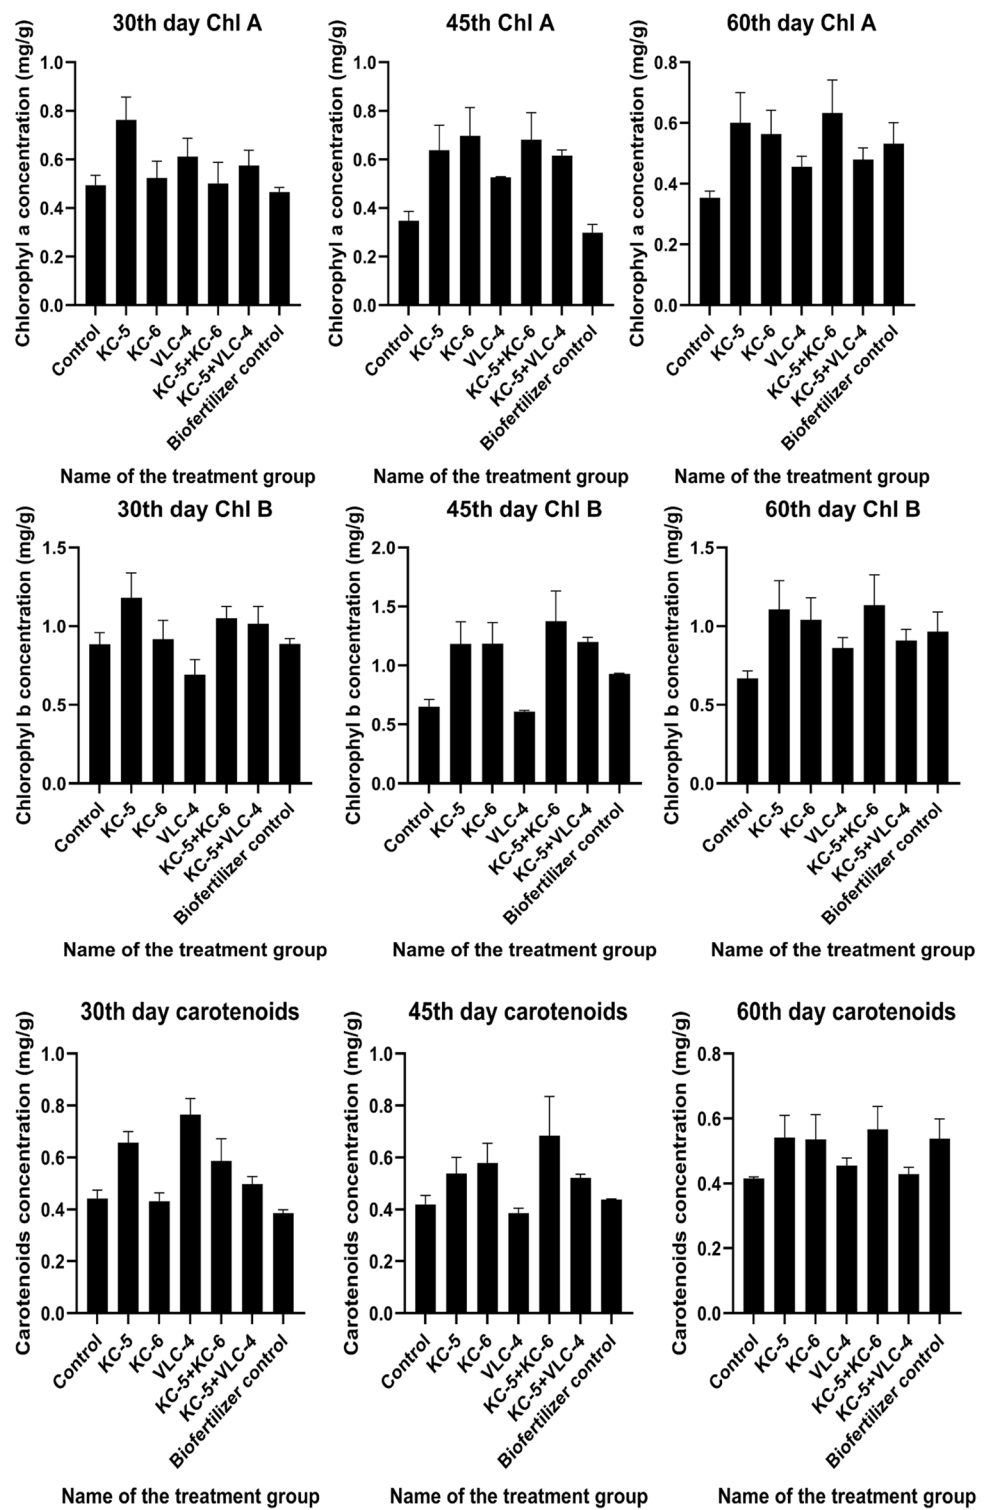 30th day Chl A
Chlorophyll a concentration (mg/g)
1.0
0.8
0.6
0.4
0.2
0.0
Control
KC-5
KC-6
VLC-4
KC-5+KC-6
KC-5+VLC-4
Biofertilizer control
Name of the treatment group
45th Chl A
Chlorophyll a concentration (mg/g)
1.0
0.8
0.6
0.4
0.2
0.0
Control
KC-5
KC-6
VLC-4
KC-5+KC-6
KC-5+VLC-4
Biofertilizer control
Name of the treatment group
60th day Chl A
Chlorophyll a concentration (mg/g)
0.8
0.6
0.4
0.2
0.0
Control
KC-5
KC-6
VLC-4
KC-5+KC-6
KC-5+VLC-4
Biofertilizer control
Name of the treatment group
30th day Chl B
Chlorophyll b concentration (mg/g)
1.5
1.0
0.5
0.0
Control
KC-5
KC-6
VLC-4
KC-5+KC-6
KC-5+VLC-4
Biofertilizer control
Name of the treatment group
45th day Chl B
Chlorophyll b concentration (mg/g)
2.0
1.5
1.0
0.5
0.0
Control
KC-5
KC-6
VLC-4
KC-5+KC-6
KC-5+VLC-4
Biofertilizer control
Name of the treatment group
60th day Chl B
Chlorophyll b concentration (mg/g)
1.5
1.0
0.5
0.0
Control
KC-5
KC-6
VLC-4
KC-5+KC-6
KC-5+VLC-4
Biofertilizer control
Name of the treatment group
30th day carotenoids
Carotenoids concentration (mg/g)
1.0
0.8
0.6
0.4
0.2
0.0
Control
KC-5
KC-6
VLC-4
KC-5+KC-6
KC-5+VLC-4
Biofertilizer control
Name of the treatment group
45th day carotenoids
Carotenoids concentration (mg/g)
1.0
0.8
0.6
0.4
0.2
0.0
Control
KC-5
KC-6
VLC-4
KC-5+KC-6
KC-5+VLC-4
Biofertilizer control
Name of the treatment group
60th day carotenoids
Carotenoids concentration (mg/g)
0.8
0.6
0.4
0.2
0.0
Control
KC-5
KC-6
VLC-4
KC-5+KC-6
KC-5+VLC-4
Biofertilizer control
Name of the treatment group